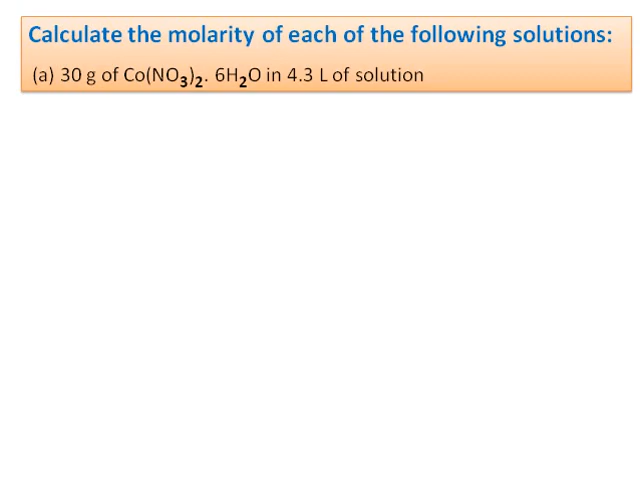 Calculate the molarity of each of the following solutions:
(a) 30 g of Co(NO₃)₂. 6H₂O in 4.3 L of solution